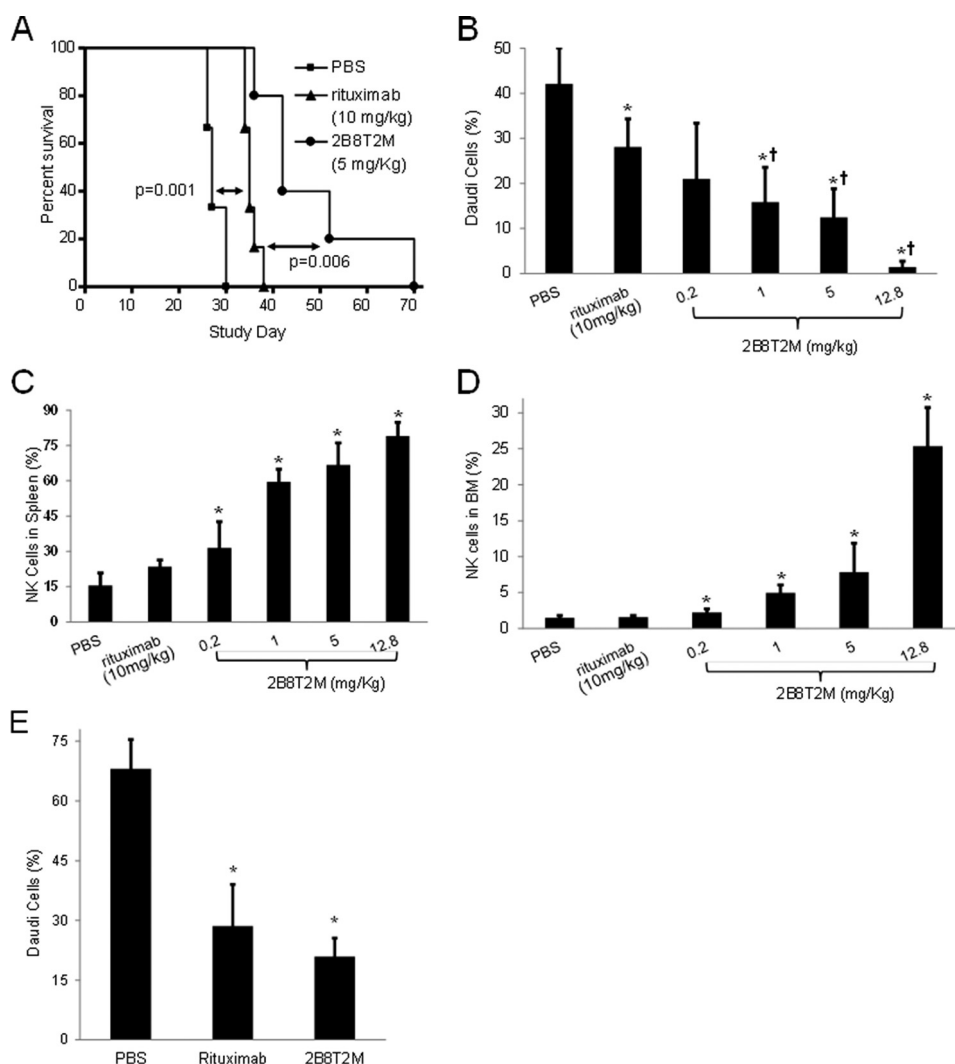 A
100
80
60
40
20
0
Percent survival
0 10 20 30 40 50 60 70
Study Day
PBS
rituximab
(10 mg/kg)
2B8T2M
(5 mg/Kg)
p=0.001
p=0.006
B
50
40
30
20
10
0
Daudi Cells (%)
*
*†
*†
*†
PBS
rituximab
(10mg/kg)
0.2
1
5
12.8
2B8T2M (mg/kg)
C
90
75
60
45
30
15
0
NK Cells in Spleen (%)
*
*
*
*
PBS
rituximab
(10mg/kg)
0.2
1
5
12.8
2B8T2M (mg/Kg)
D
30
25
20
15
10
5
0
NK cells in BM (%)
*
*
*
*
PBS
rituximab
(10mg/kg)
0.2
1
5
12.8
2B8T2M (mg/Kg)
E
75
60
45
30
15
0
Daudi Cells (%)
*
*
PBS Rituximab 2B8T2M